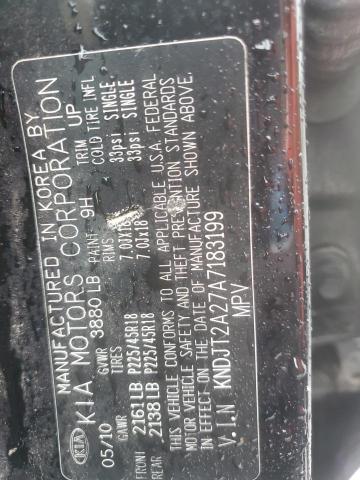 MANUFACTURED IN KOREA BY
KIA KIA MOTORS CORPORATION
05/10 GVWR 3880 LB PAINT 9H TRIM UP
GAWR TIRES COLD TIRE INFL
FRONT 2161LB P225/45R18 7.0JX18 33psi SINGLE
REAR 2138LB P225/45R18 7.0JX18 33psi SINGLE
THIS VEHICLE CONFORMS TO ALL APPLICABLE U.S.A. FEDERAL
MOTOR VEHICLE SAFETY AND THEFT PREVENTION STANDARDS
IN EFFECT ON THE DATE OF MANUFACTURE SHOWN ABOVE.
V.I.N KNDJT2A27A7183199
MPV